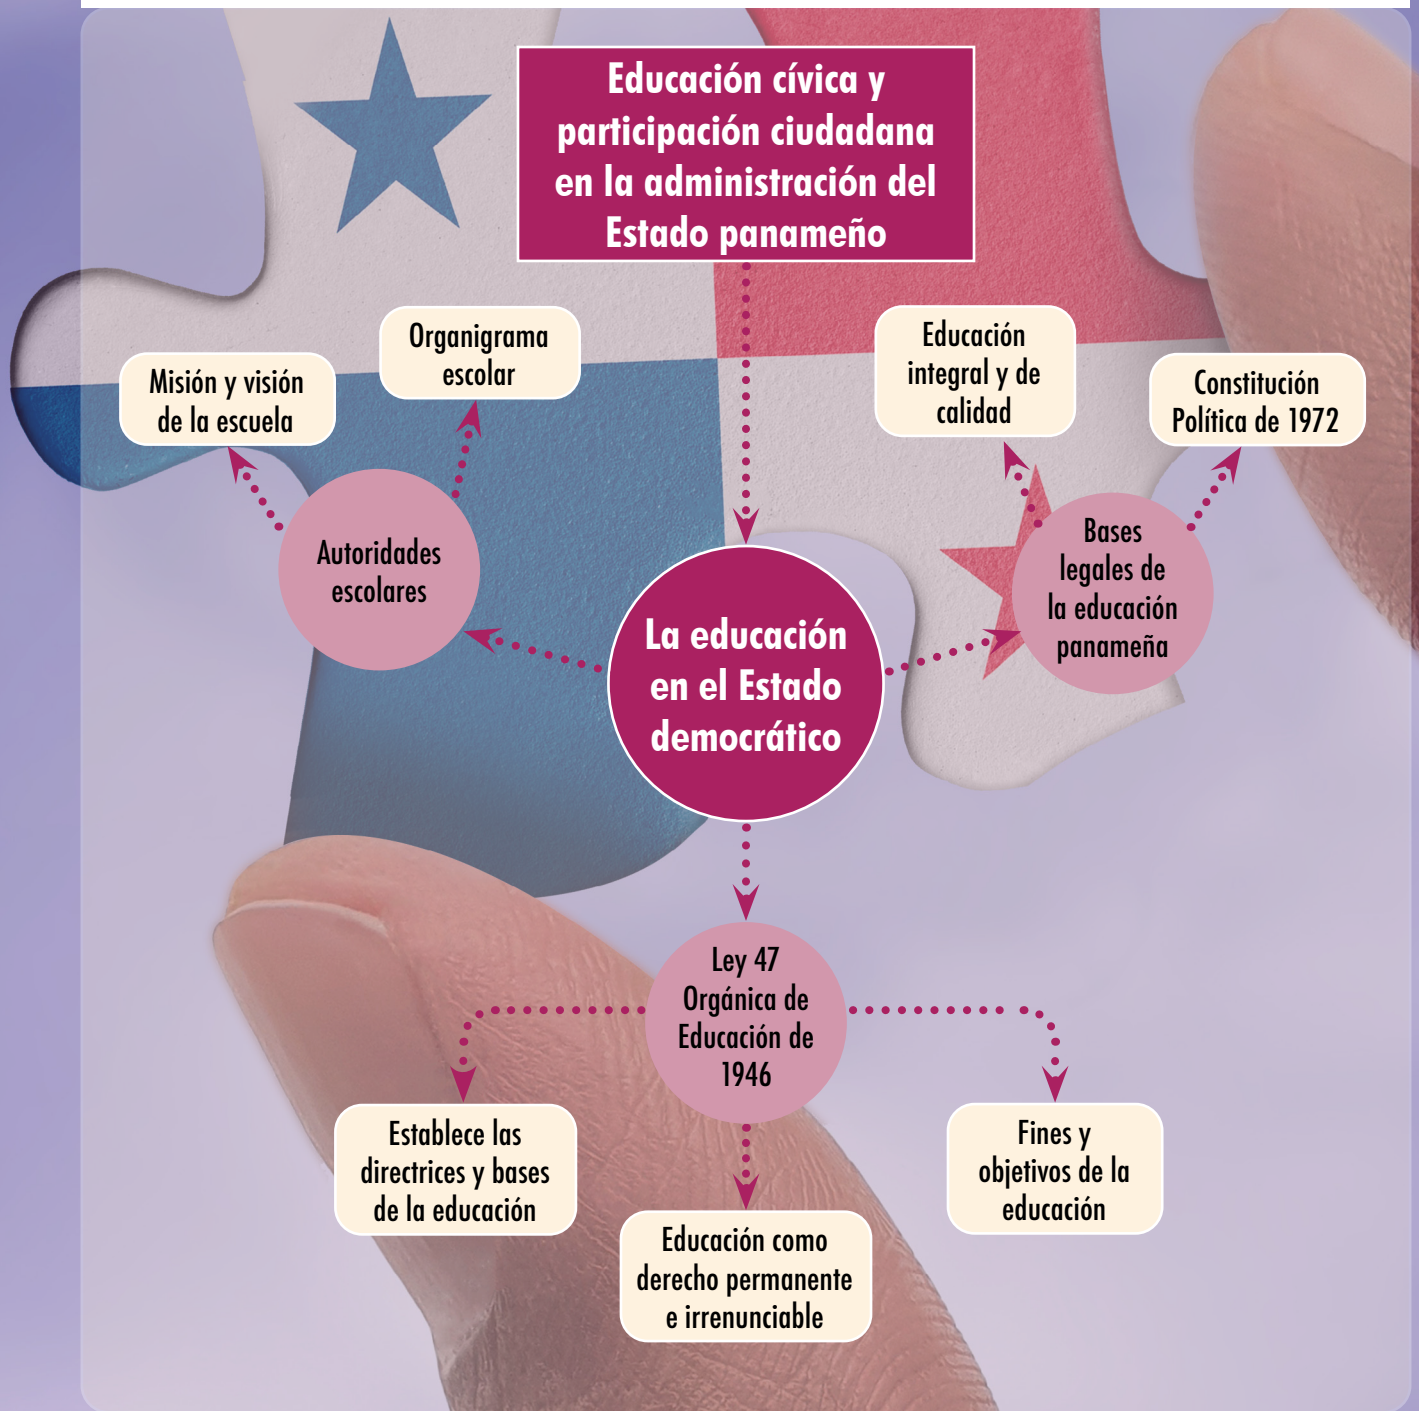 Educación cívica y
participación ciudadana
en la administración del
Estado panameño
Organigrama
escolar
Misión y visión
de la escuela
Educación
integral y de
calidad
Constitución
Política de 1972
Autoridades
escolares
Bases
legales de
la educación
panameña
La educación
en el Estado
democrático
Ley 47
Orgánica de
Educación de
1946
Establece las
directrices y bases
de la educación
Educación como
derecho permanente
e irrenunciable
Fines y
objetivos de la
educación